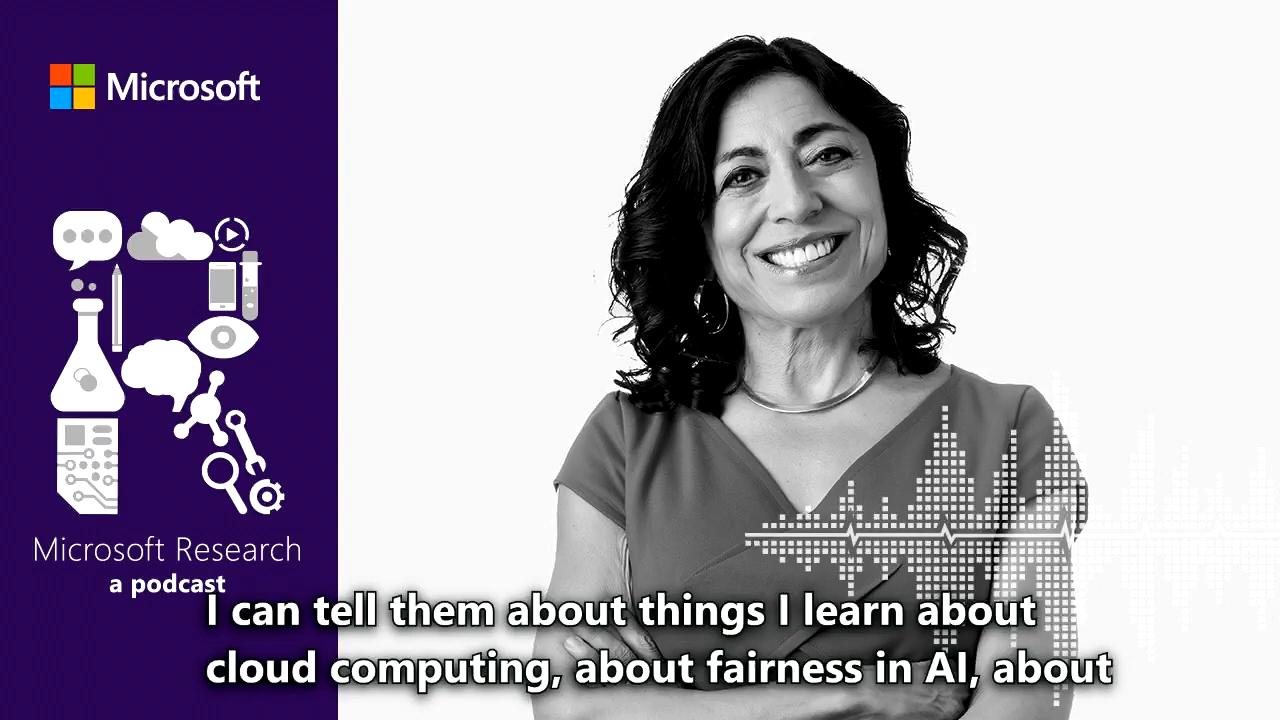 Microsoft
Microsoft Research
a podcast
I can tell them about things I learn about
cloud computing, about fairness in AI, about